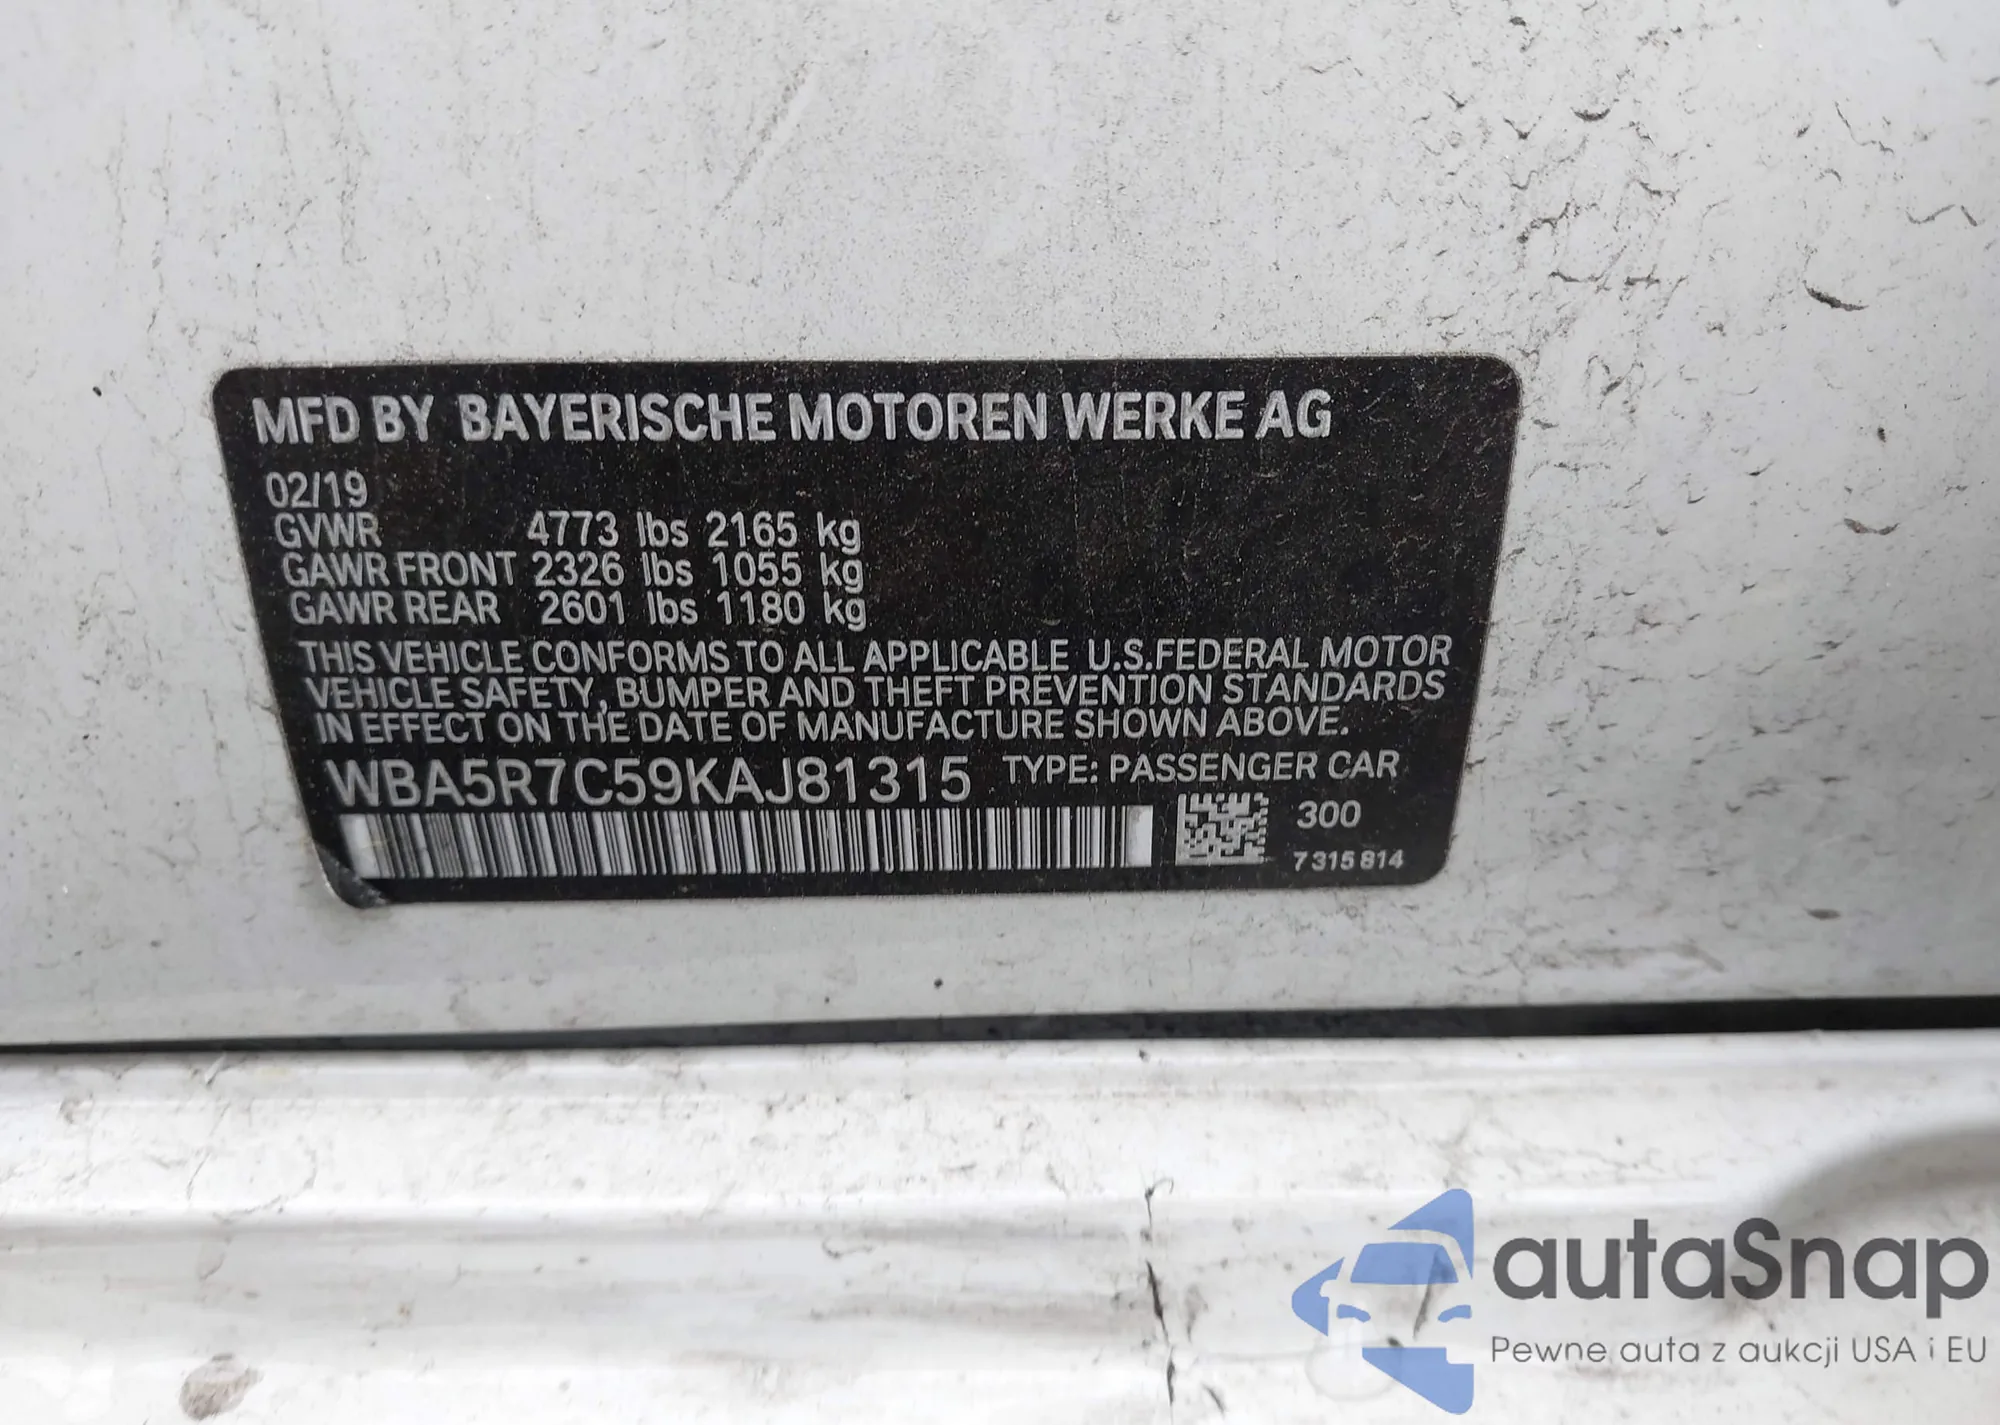 MFD BY BAYERISCHE MOTOREN WERKE AG
02/19
GVWR 4773 lbs 2165 kg
GAWR FRONT 2326 lbs 1055 kg
GAWR REAR 2601 lbs 1180 kg
THIS VEHICLE CONFORMS TO ALL APPLICABLE U.S.FEDERAL MOTOR
VEHICLE SAFETY, BUMPER AND THEFT PREVENTION STANDARDS
IN EFFECT ON THE DATE OF MANUFACTURE SHOWN ABOVE.
WBA5R7C59KAJ81315 TYPE: PASSENGER CAR
300
7 315 814
autaSnap
Pewne auta z aukcji USA i EU